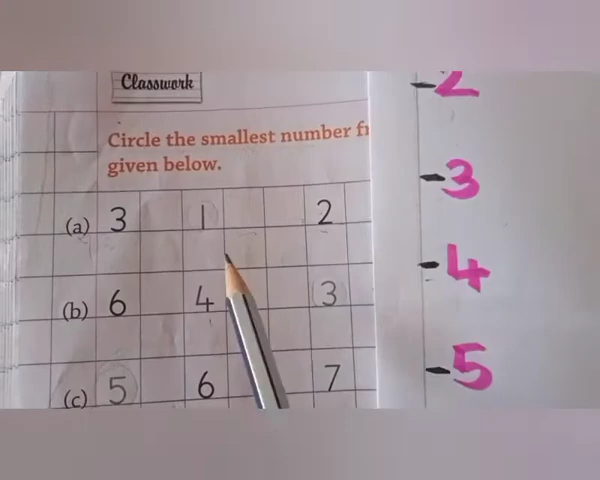 Classwork
Circle the smallest number
given below.
(a) 3 1 2
(b) 6 4 3
(c) 5 6 7
-2
-3
-4
-5